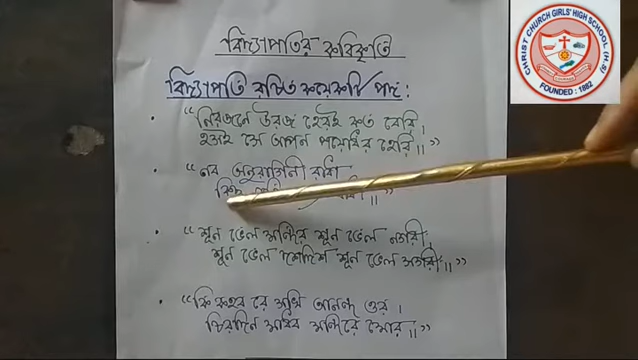 বিদ্যাপতির কবিকৃতি
বিদ্যাপতি রচিত কয়েকটি পদ:
"নিরজনে উরজ হেরই কত বেরি।
হসই সে আপন পয়োধর হেরি॥"
"নব অনুরাগিনী রাধা
"শূন ভেল মন্দির শূন ভেল নগরী;
শূন ভেল দশদিশ শূন ভেল সগরী॥"
"কি কহব রে সখি আনন্দ ওর।
চিরদিনে মাধব মন্দিরে মোর॥"
CHRIST CHURCH GIRLS' HIGH SCHOOL (H.S)
FOUNDED : 1882